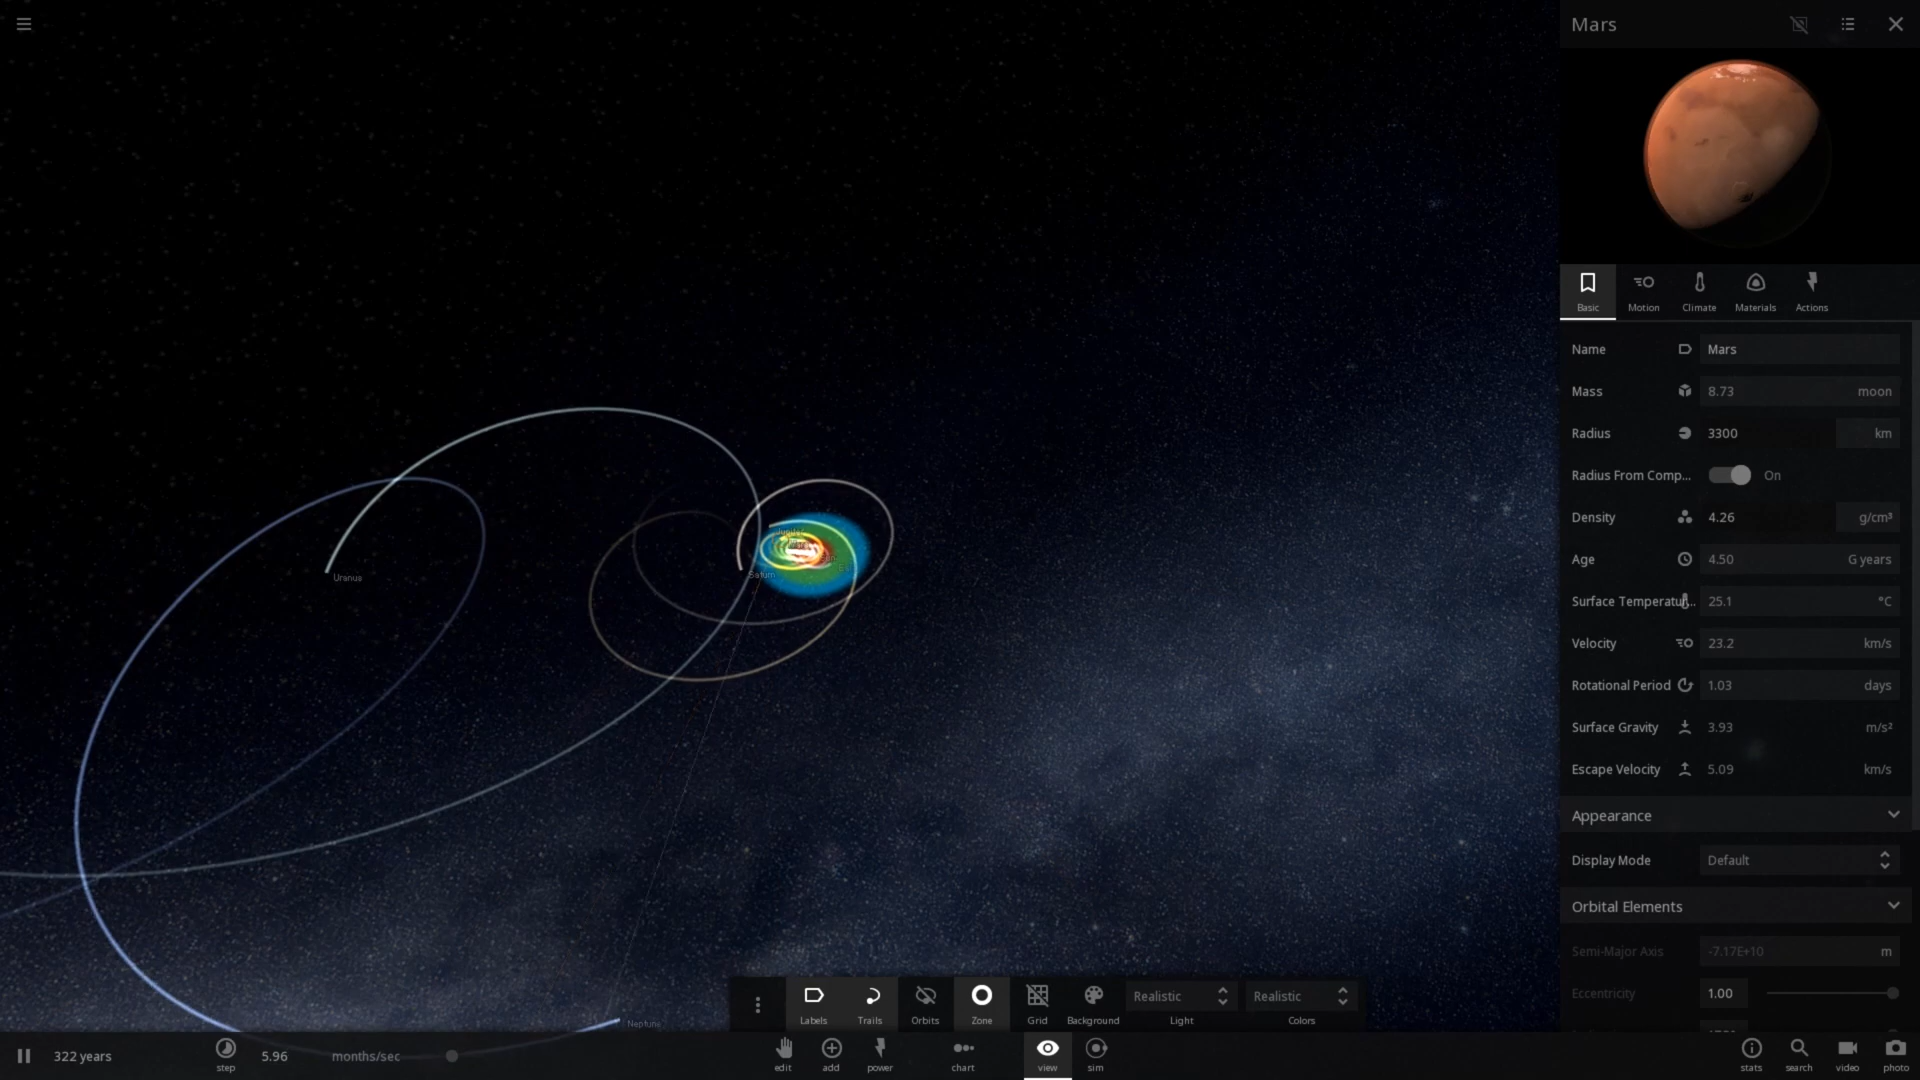 Mars
Basic
Motion
Climate
Materials
Actions
Name Mars
Mass 8.73 moon
Radius 3300 km
Radius From Comp... On
Density 4.26 g/cm³
Age 4.50 G years
Surface Temperatur... 25.1 °C
Velocity 23.2 km/s
Rotational Period 1.03 days
Surface Gravity 3.93 m/s²
Escape Velocity 5.09 km/s
Appearance
Display Mode Default
Orbital Elements
Semi-Major Axis -7.17E+10 m
Eccentricity 1.00
Jupiter
Saturn
Uranus
Neptune
Labels
Trails
Orbits
Zone
Grid
Background
Realistic
Light
Realistic
Colors
322 years
step
5.96 months/sec
edit
add
power
chart
view
sim
stats
search
video
photo